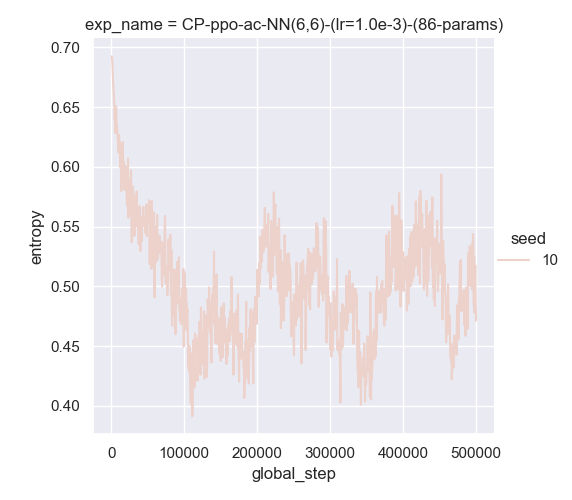 exp_name = CP-ppo-ac-NN(6,6)-(lr=1.0e-3)-(86-params)
0.70
0.65
0.60
0.55
0.50
0.45
0.40
entropy
seed
10
0 100000 200000 300000 400000 500000
global_step